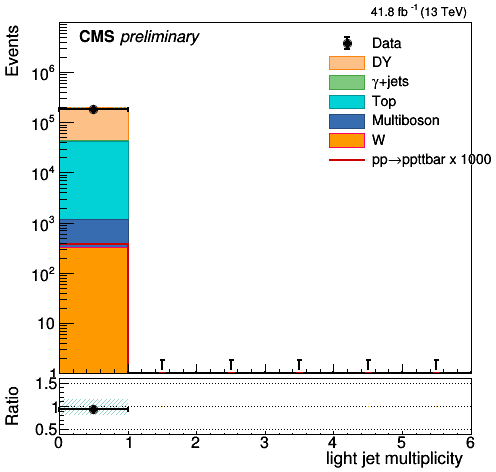 41.8 fb⁻¹ (13 TeV)
CMS preliminary
Events
Data
DY
γ+jets
Top
Multiboson
W
pp→ppttbar x 1000
10⁶
10⁵
10⁴
10³
10²
10
1
Ratio
1.5
1
0.5
0 1 2 3 4 5 6
light jet multiplicity